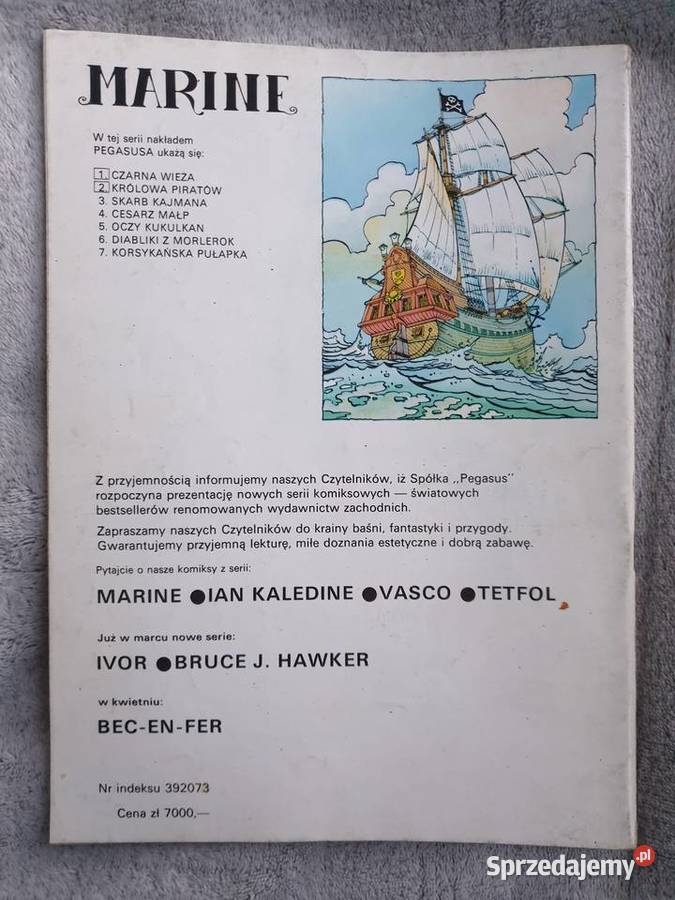 MARINE
W tej serii nakładem
PEGASUSA ukażą się:
1. CZARNA WIEŻA
2. KRÓLOWA PIRATÓW
3. SKARB KAJMANA
4. CESARZ MAŁP
5. OCZY KUKULKAN
6. DIABLIKI Z MORLEROK
7. KORSYKAŃSKA PUŁAPKA
Z przyjemnością informujemy naszych Czytelników, iż Spółka „Pegasus"
rozpoczyna prezentację nowych serii komiksowych — światowych
bestsellerów renomowanych wydawnictw zachodnich.
Zapraszamy naszych Czytelników do krainy baśni, fantastyki i przygody.
Gwarantujemy przyjemną lekturę, miłe doznania estetyczne i dobrą zabawę.
Pytajcie o nasze komiksy z serii:
MARINE ●IAN KALEDINE ●VASCO ●TETFOL
Już w marcu nowe serie:
IVOR ●BRUCE J. HAWKER
w kwietniu:
BEC-EN-FER
Nr indeksu 392073
Cena zł 7000,—
Sprzedajemy.pl